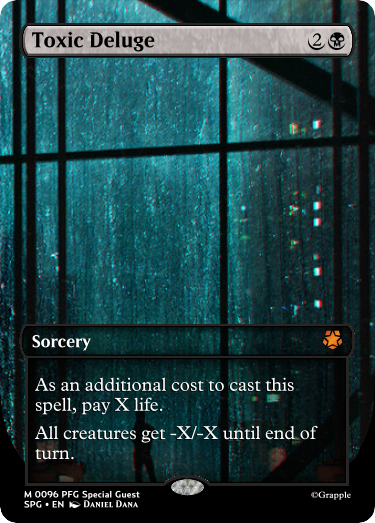 Toxic Deluge 2
Sorcery
As an additional cost to cast this
spell, pay X life.
All creatures get -X/-X until end of
turn.
M 0096 PFG Special Guest
SPG • EN Daniel Dana
©Grapple